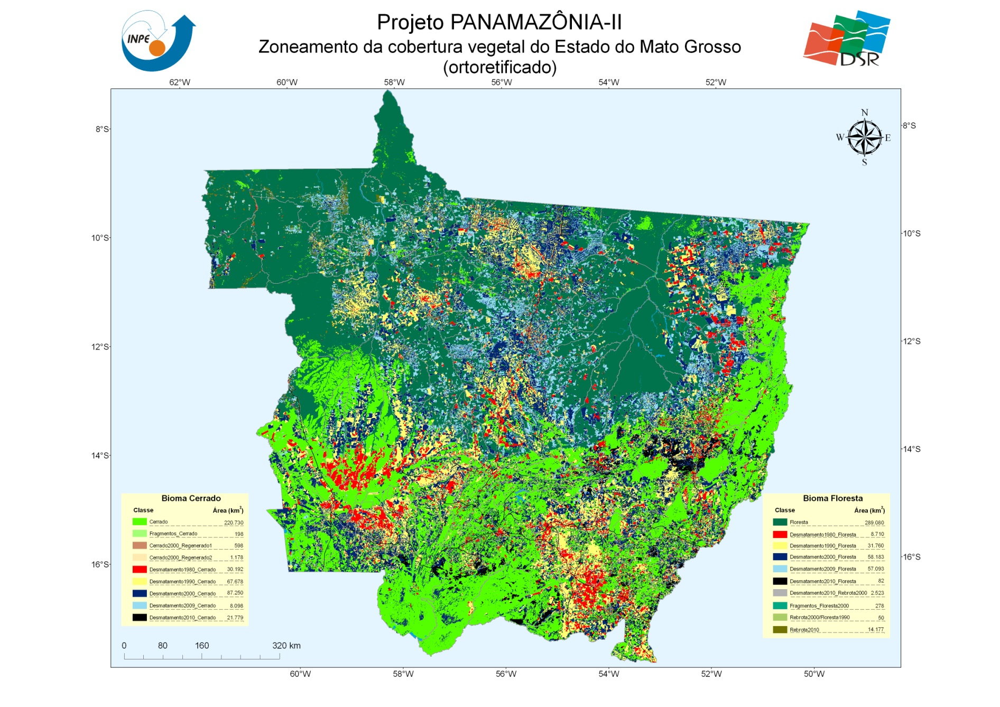 INPE
Projeto PANAMAZÔNIA-II
Zoneamento da cobertura vegetal do Estado do Mato Grosso
(ortoretificado)
DSR
62°W 60°W 58°W 56°W 54°W 52°W
N
W E
S
8°S 8°S
10°S 10°S
12°S 12°S
14°S 14°S
16°S 16°S
Bioma Cerrado
Classe Área (km²)
Cerrado 220.730
Fragmentos_Cerrado 198
Cerrado2000_Regenerado1 598
Cerrado2000_Regenerado2 1.178
Desmatamento1980_Cerrado 30.192
Desmatamento1990_Cerrado 67.678
Desmatamento2000_Cerrado 87.250
Desmatamento2009_Cerrado 8.098
Desmatamento2010_Cerrado 21.779
Bioma Floresta
Classe Área (km²)
Floresta 289.080
Desmatamento1980_Floresta 8.710
Desmatamento1990_Floresta 31.760
Desmatamento2000_Floresta 58.183
Desmatamento2009_Floresta 57.093
Desmatamento2010_Floresta 82
Desmatamento2010_Rebrota2000 2.523
Fragmentos_Floresta2000 278
Rebrota2000/Floresta1990 50
Rebrota2010 14.177
0 80 160 320 km
60°W 58°W 56°W 54°W 52°W 50°W